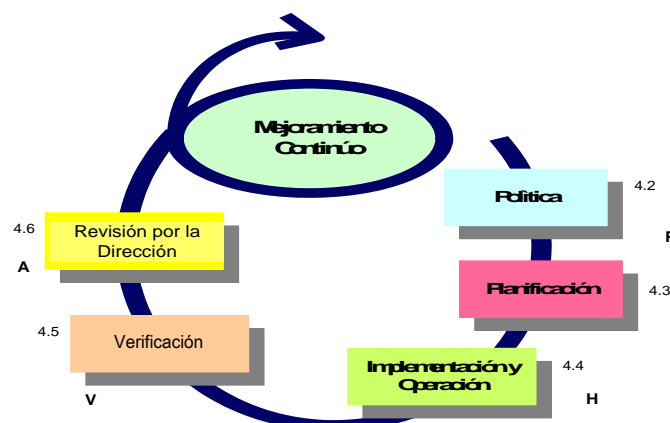 Mejoramiento
Continúo
Polìtica
4.2
Planificación
4.3
Implementación y
Operación
4.4
H
Verificación
4.5
V
Revisión por la
Dirección
4.6
A